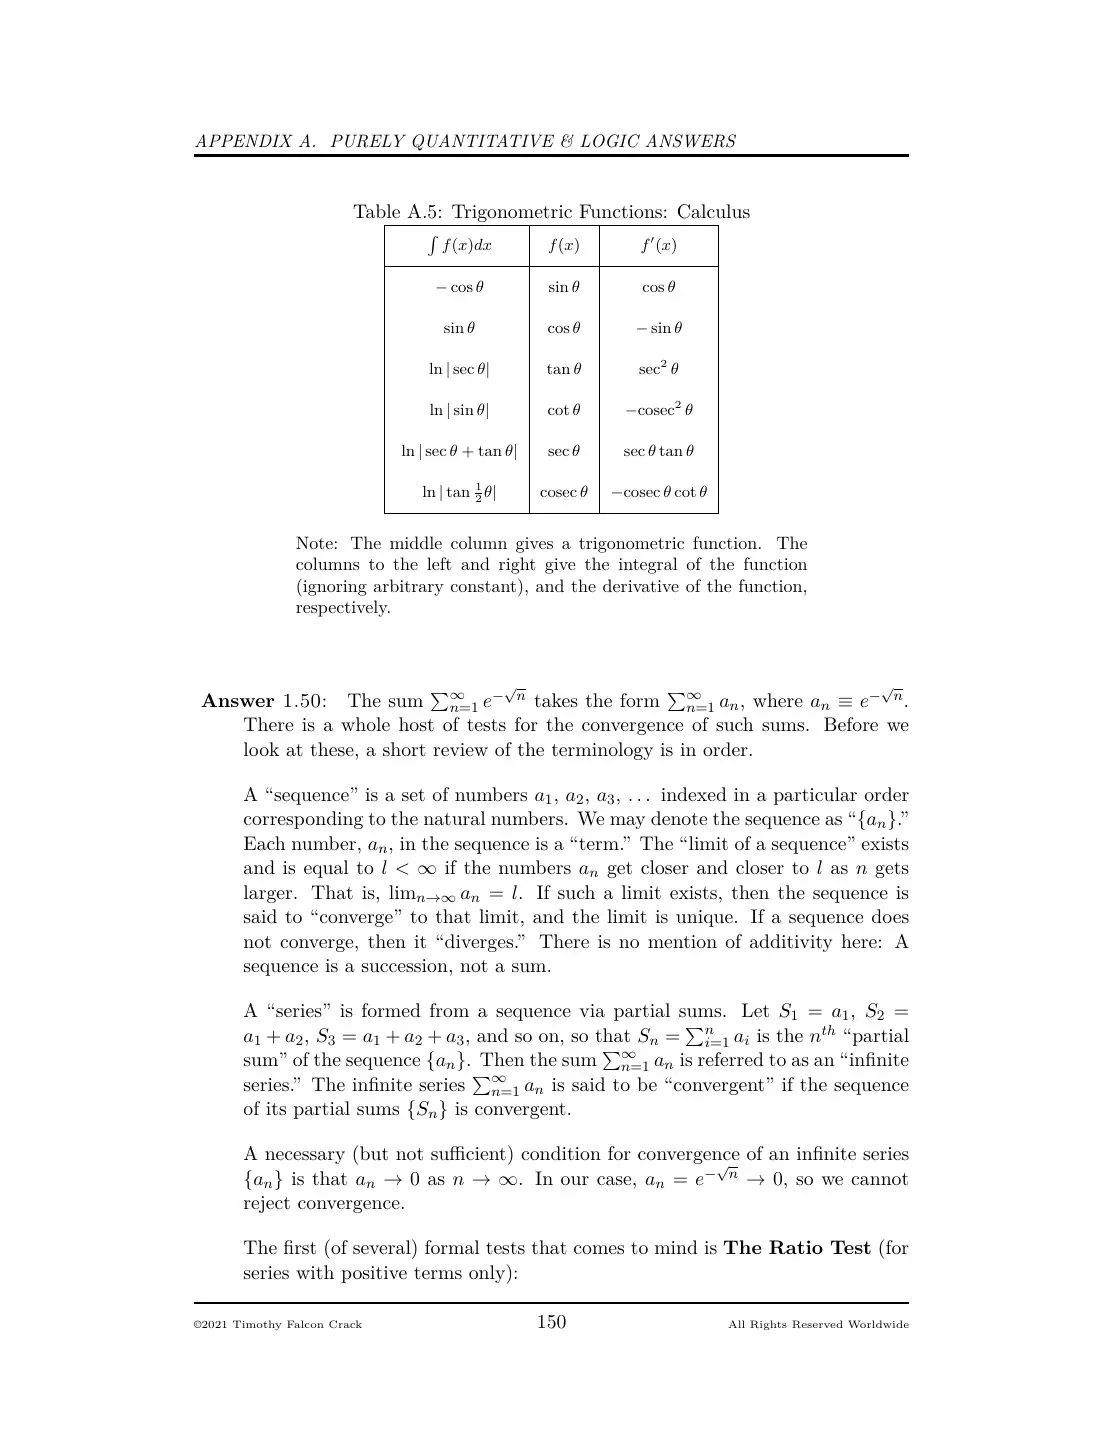 APPENDIX A. PURELY QUANTITATIVE & LOGIC ANSWERS
Table A.5: Trigonometric Functions: Calculus
∫ f(x)dx f(x) f′(x)
− cos θ sin θ cos θ
sin θ cos θ − sin θ
ln | sec θ| tan θ sec² θ
ln | sin θ| cot θ −cosec² θ
ln | sec θ + tan θ| sec θ sec θ tan θ
ln | tan ½θ| cosec θ −cosec θ cot θ
Note: The middle column gives a trigonometric function. The
columns to the left and right give the integral of the function
(ignoring arbitrary constant), and the derivative of the function,
respectively.
Answer 1.50: The sum ∑_{n=1}^{∞} e^{−√n} takes the form ∑_{n=1}^{∞} a_n, where a_n ≡ e^{−√n}.
There is a whole host of tests for the convergence of such sums. Before we
look at these, a short review of the terminology is in order.
A “sequence” is a set of numbers a₁, a₂, a₃, … indexed in a particular order
corresponding to the natural numbers. We may denote the sequence as “{a_n}.”
Each number, a_n, in the sequence is a “term.” The “limit of a sequence” exists
and is equal to l < ∞ if the numbers a_n get closer and closer to l as n gets
larger. That is, lim_{n→∞} a_n = l. If such a limit exists, then the sequence is
said to “converge” to that limit, and the limit is unique. If a sequence does
not converge, then it “diverges.” There is no mention of additivity here: A
sequence is a succession, not a sum.
A “series” is formed from a sequence via partial sums. Let S₁ = a₁, S₂ =
a₁ + a₂, S₃ = a₁ + a₂ + a₃, and so on, so that S_n = ∑_{i=1}^{n} a_i is the n^{th} “partial
sum” of the sequence {a_n}. Then the sum ∑_{n=1}^{∞} a_n is referred to as an “infinite
series.” The infinite series ∑_{n=1}^{∞} a_n is said to be “convergent” if the sequence
of its partial sums {S_n} is convergent.
A necessary (but not sufficient) condition for convergence of an infinite series
{a_n} is that a_n → 0 as n → ∞. In our case, a_n = e^{−√n} → 0, so we cannot
reject convergence.
The first (of several) formal tests that comes to mind is The Ratio Test (for
series with positive terms only):
©2021 Timothy Falcon Crack 150 All Rights Reserved Worldwide